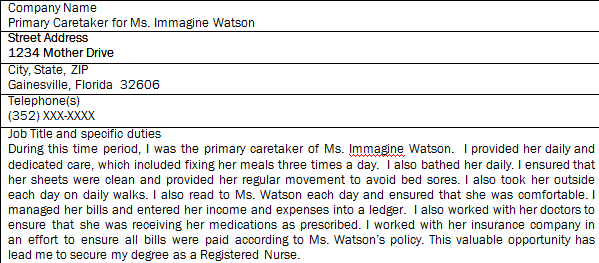 Company Name
Primary Caretaker for Ms. Immagine Watson
Street Address
1234 Mother Drive
City, State, ZIP
Gainesville, Florida  32606
Telephone(s)
(352) XXX-XXXX
Job Title and specific duties
During this time period, I was the primary caretaker of Ms. Immagine Watson.  I provided her daily and
dedicated care, which included fixing her meals three times a day.  I also bathed her daily. I ensured that
her sheets were clean and provided her regular movement to avoid bed sores. I also took her outside
each day on daily walks. I also read to Ms. Watson each day and ensured that she was comfortable. I
managed her bills and entered her income and expenses into a ledger.  I also worked with her doctors to
ensure that she was receiving her medications as prescribed. I worked with her insurance company in
an effort to ensure all bills were paid according to Ms. Watson's policy. This valuable opportunity has
lead me to secure my degree as a Registered Nurse.